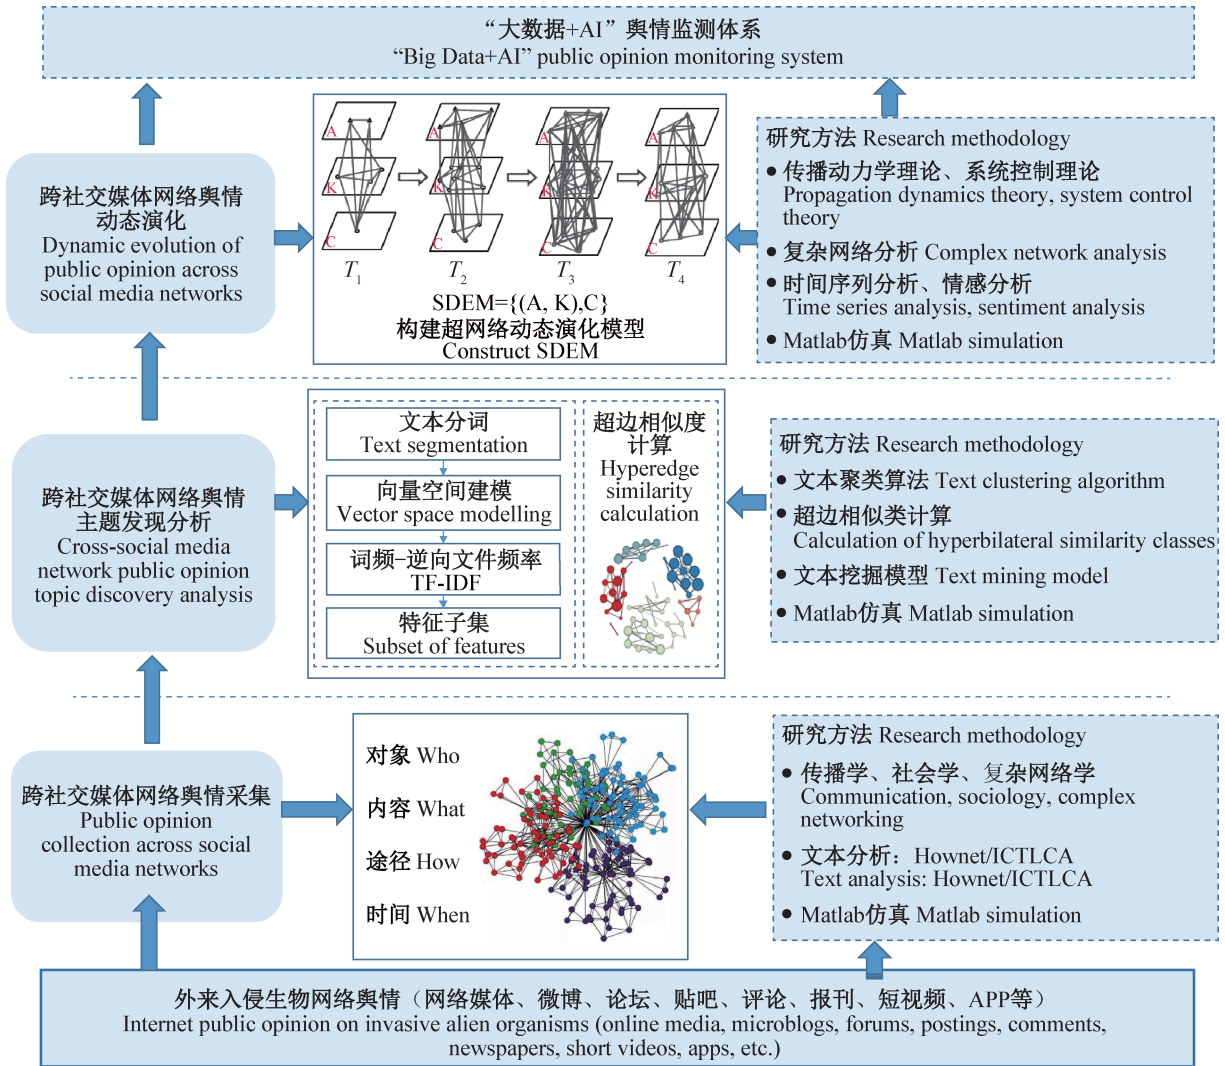 “大数据+AI”舆情监测体系
“Big Data+AI” public opinion monitoring system
跨社交媒体网络舆情
动态演化
Dynamic evolution of
public opinion across
social media networks
A
K
C
A
K
C
A
K
C
A
K
C
T1
T2
T3
T4
SDEM={(A, K),C}
构建超网络动态演化模型
Construct SDEM
研究方法 Research methodology
• 传播动力学理论、系统控制理论
Propagation dynamics theory, system control
theory
• 复杂网络分析 Complex network analysis
• 时间序列分析、情感分析
Time series analysis, sentiment analysis
• Matlab仿真 Matlab simulation
跨社交媒体网络舆情
主题发现分析
Cross-social media
network public opinion
topic discovery analysis
文本分词
Text segmentation
向量空间建模
Vector space modelling
词频-逆向文件频率
TF-IDF
特征子集
Subset of features
超边相似度
计算
Hyperedge
similarity
calculation
研究方法 Research methodology
• 文本聚类算法 Text clustering algorithm
• 超边相似类计算
Calculation of hyperbilateral similarity classes
• 文本挖掘模型 Text mining model
• Matlab仿真 Matlab simulation
跨社交媒体网络舆情采集
Public opinion
collection across social
media networks
对象 Who
内容 What
途径 How
时间 When
研究方法 Research methodology
• 传播学、社会学、复杂网络学
Communication, sociology, complex
networking
• 文本分析：Hownet/ICTLCA
Text analysis: Hownet/ICTLCA
• Matlab仿真 Matlab simulation
外来入侵生物网络舆情（网络媒体、微博、论坛、贴吧、评论、报刊、短视频、APP等）
Internet public opinion on invasive alien organisms (online media, microblogs, forums, postings, comments,
newspapers, short videos, apps, etc.)